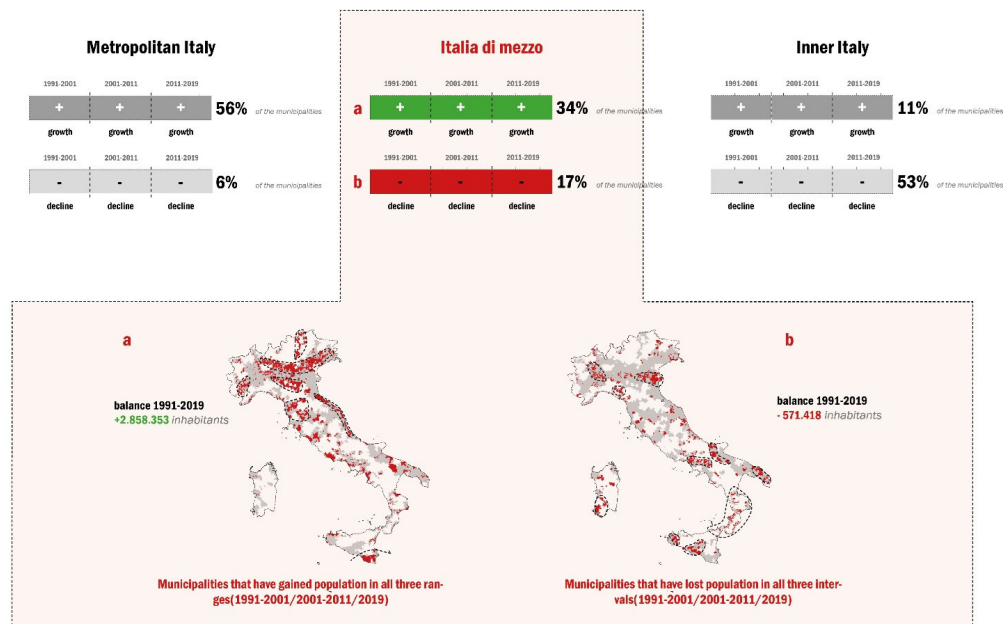 Metropolitan Italy
1991-2001 2001-2011 2011-2019
+ + + 56% of the municipalities
growth growth growth
1991-2001 2001-2011 2011-2019
- - - 6% of the municipalities
decline decline decline
Italia di mezzo
1991-2001 2001-2011 2011-2019
a + + + 34% of the municipalities
growth growth growth
1991-2001 2001-2011 2011-2019
b - - - 17% of the municipalities
decline decline decline
Inner Italy
1991-2001 2001-2011 2011-2019
+ + + 11% of the municipalities
growth growth growth
1991-2001 2001-2011 2011-2019
- - - 53% of the municipalities
decline decline decline
a
balance 1991-2019
+2.858.353 inhabitants
Municipalities that have gained population in all three ran-
ges(1991-2001/2001-2011/2019)
b
balance 1991-2019
- 571.418 inhabitants
Municipalities that have lost population in all three inter-
vals(1991-2001/2001-2011/2019)